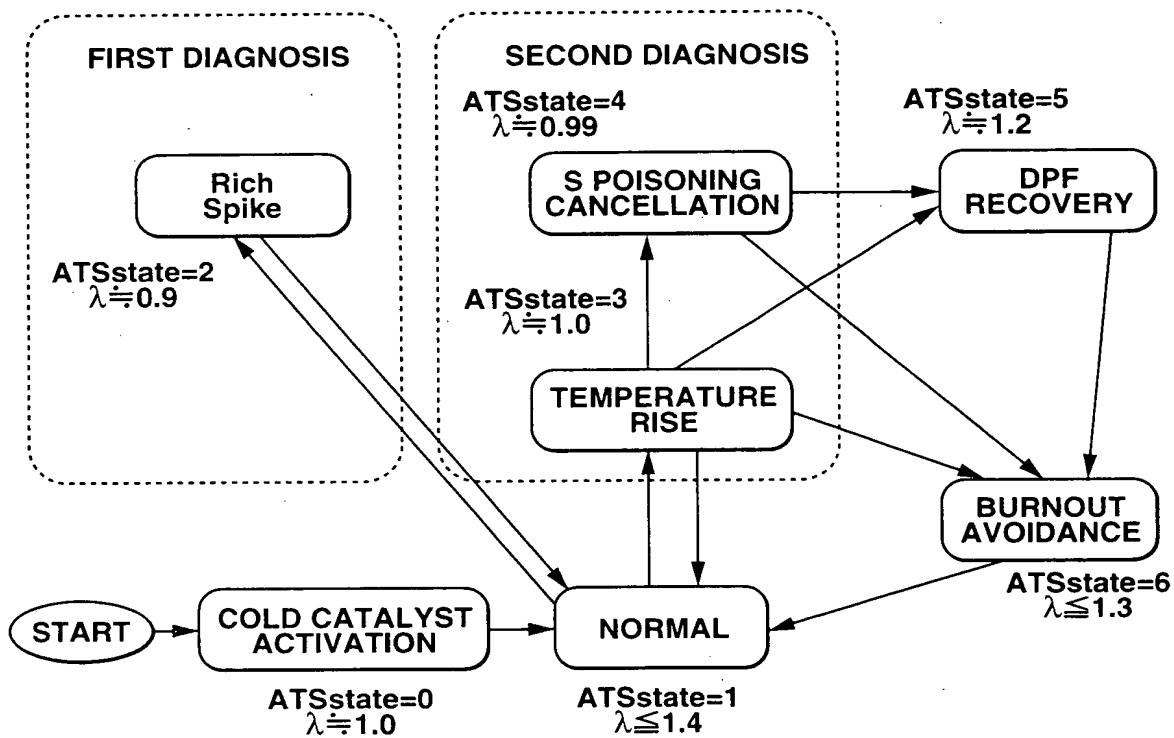 FIRST DIAGNOSIS
SECOND DIAGNOSIS
ATSstate=4
λ≒0.99
ATSstate=5
λ≒1.2
Rich
Spike
S POISONING
CANCELLATION
DPF
RECOVERY
ATSstate=2
λ≒0.9
ATSstate=3
λ≒1.0
TEMPERATURE
RISE
BURNOUT
AVOIDANCE
ATSstate=6
λ≦1.3
START
COLD CATALYST
ACTIVATION
NORMAL
ATSstate=0
λ≒1.0
ATSstate=1
λ≦1.4